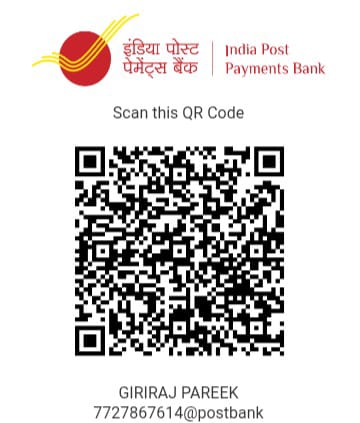 इंडिया पोस्ट
पेमेंट्स बैंक
India Post
Payments Bank
Scan this QR Code
GIRIRAJ PAREEK
7727867614@postbank